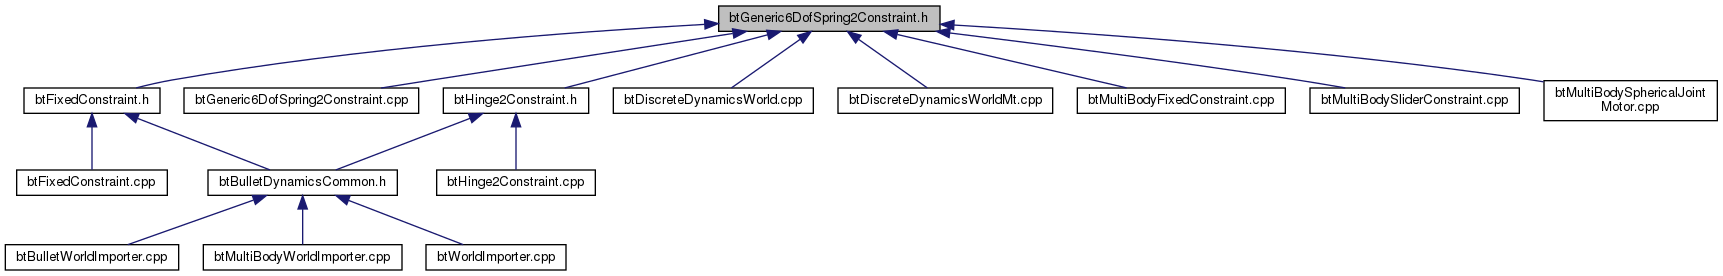 btGeneric6DofSpring2Constraint.h
btFixedConstraint.h
btGeneric6DofSpring2Constraint.cpp
btHinge2Constraint.h
btDiscreteDynamicsWorld.cpp
btDiscreteDynamicsWorldMt.cpp
btMultiBodyFixedConstraint.cpp
btMultiBodySliderConstraint.cpp
btMultiBodySphericalJoint
Motor.cpp
btFixedConstraint.cpp
btBulletDynamicsCommon.h
btHinge2Constraint.cpp
btBulletWorldImporter.cpp
btMultiBodyWorldImporter.cpp
btWorldImporter.cpp